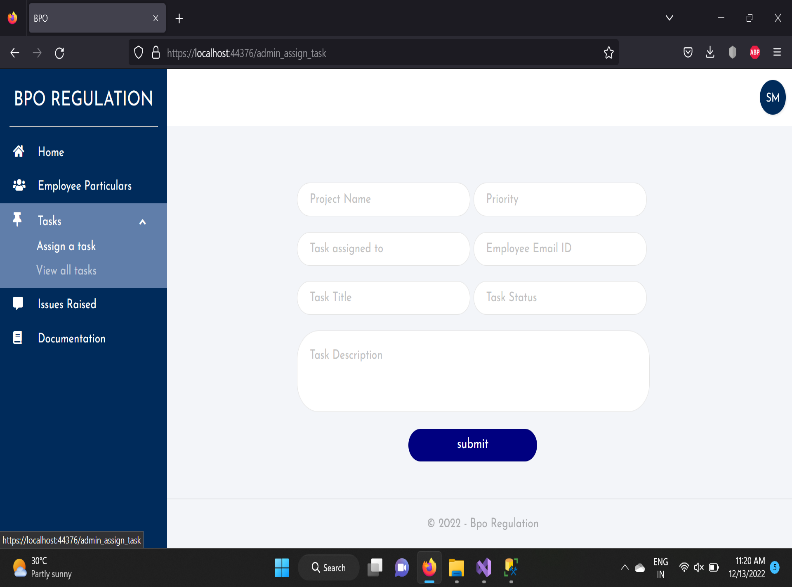 BPO
https://localhost:44376/admin_assign_task
ABP
BPO REGULATION
SM
Home
Employee Particulars
Tasks
Assign a task
View all tasks
Issues Raised
Documentation
Project Name
Priority
Task assigned to
Employee Email ID
Task Title
Task Status
Task Description
submit
© 2022 - Bpo Regulation
https://localhost:44376/admin_assign_task
30°C
Partly sunny
Search
ENG
IN
11:20 AM
12/13/2022
5